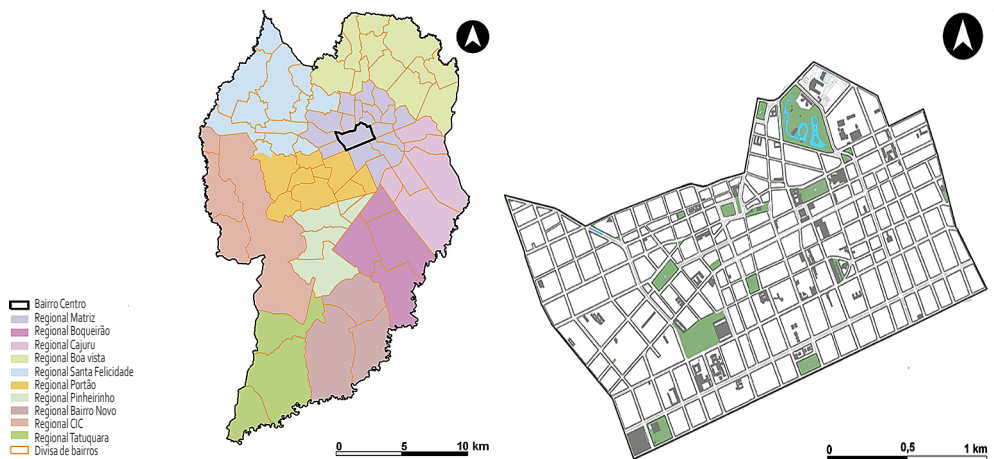 Bairro Centro
Regional Matriz
Regional Boqueirão
Regional Cajuru
Regional Boa vista
Regional Santa Felicidade
Regional Portão
Regional Pinheirinho
Regional Bairro Novo
Regional CIC
Regional Tatuquara
Divisa de bairros
0 5 10 km
0 0,5 1 km